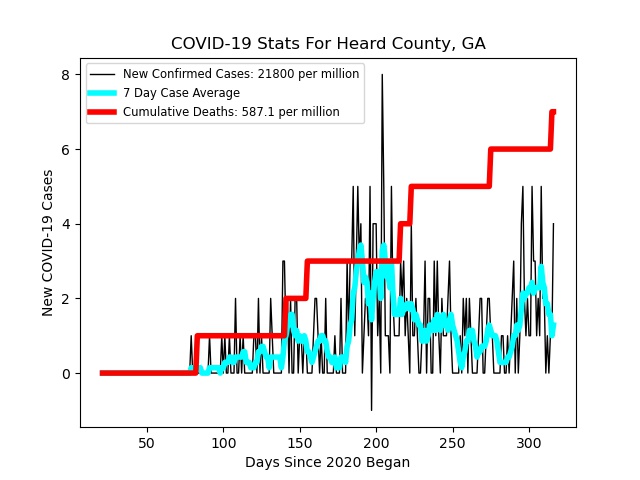 COVID-19 Stats For Heard County, GA
New Confirmed Cases: 21800 per million
7 Day Case Average
Cumulative Deaths: 587.1 per million
New COVID-19 Cases
8
6
4
2
0
50 100 150 200 250 300
Days Since 2020 Began